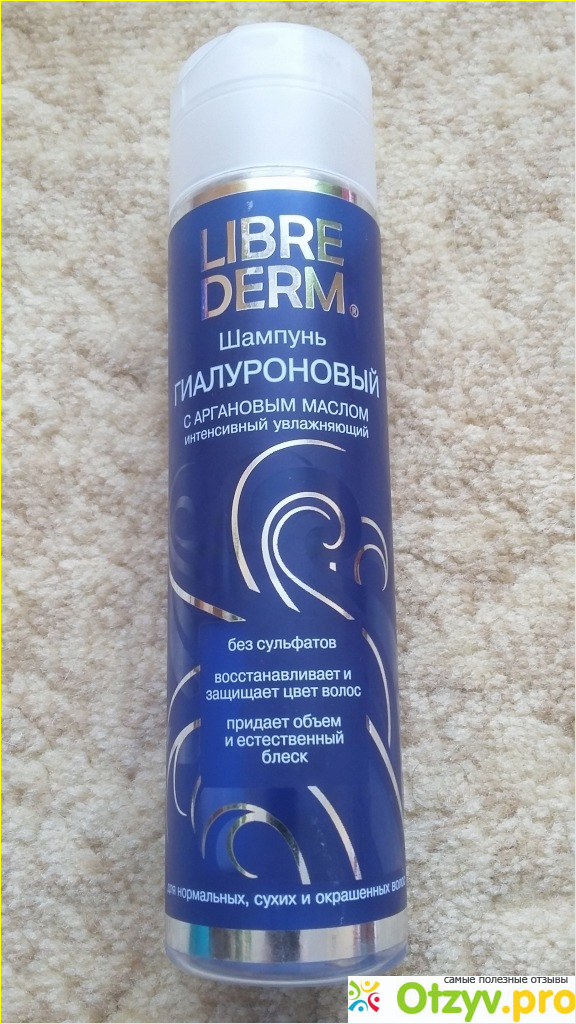 LIBRE
DERM®
Шампунь
ГИАЛУРОНОВЫЙ
С АРГАНОВЫМ МАСЛОМ
интенсивный увлажняющий
без сульфатов
восстанавливает и
защищает цвет волос
придает объем
и естественный
блеск
для нормальных, сухих и окрашенных волос
самые полезные отзывы
Otzyv.pro